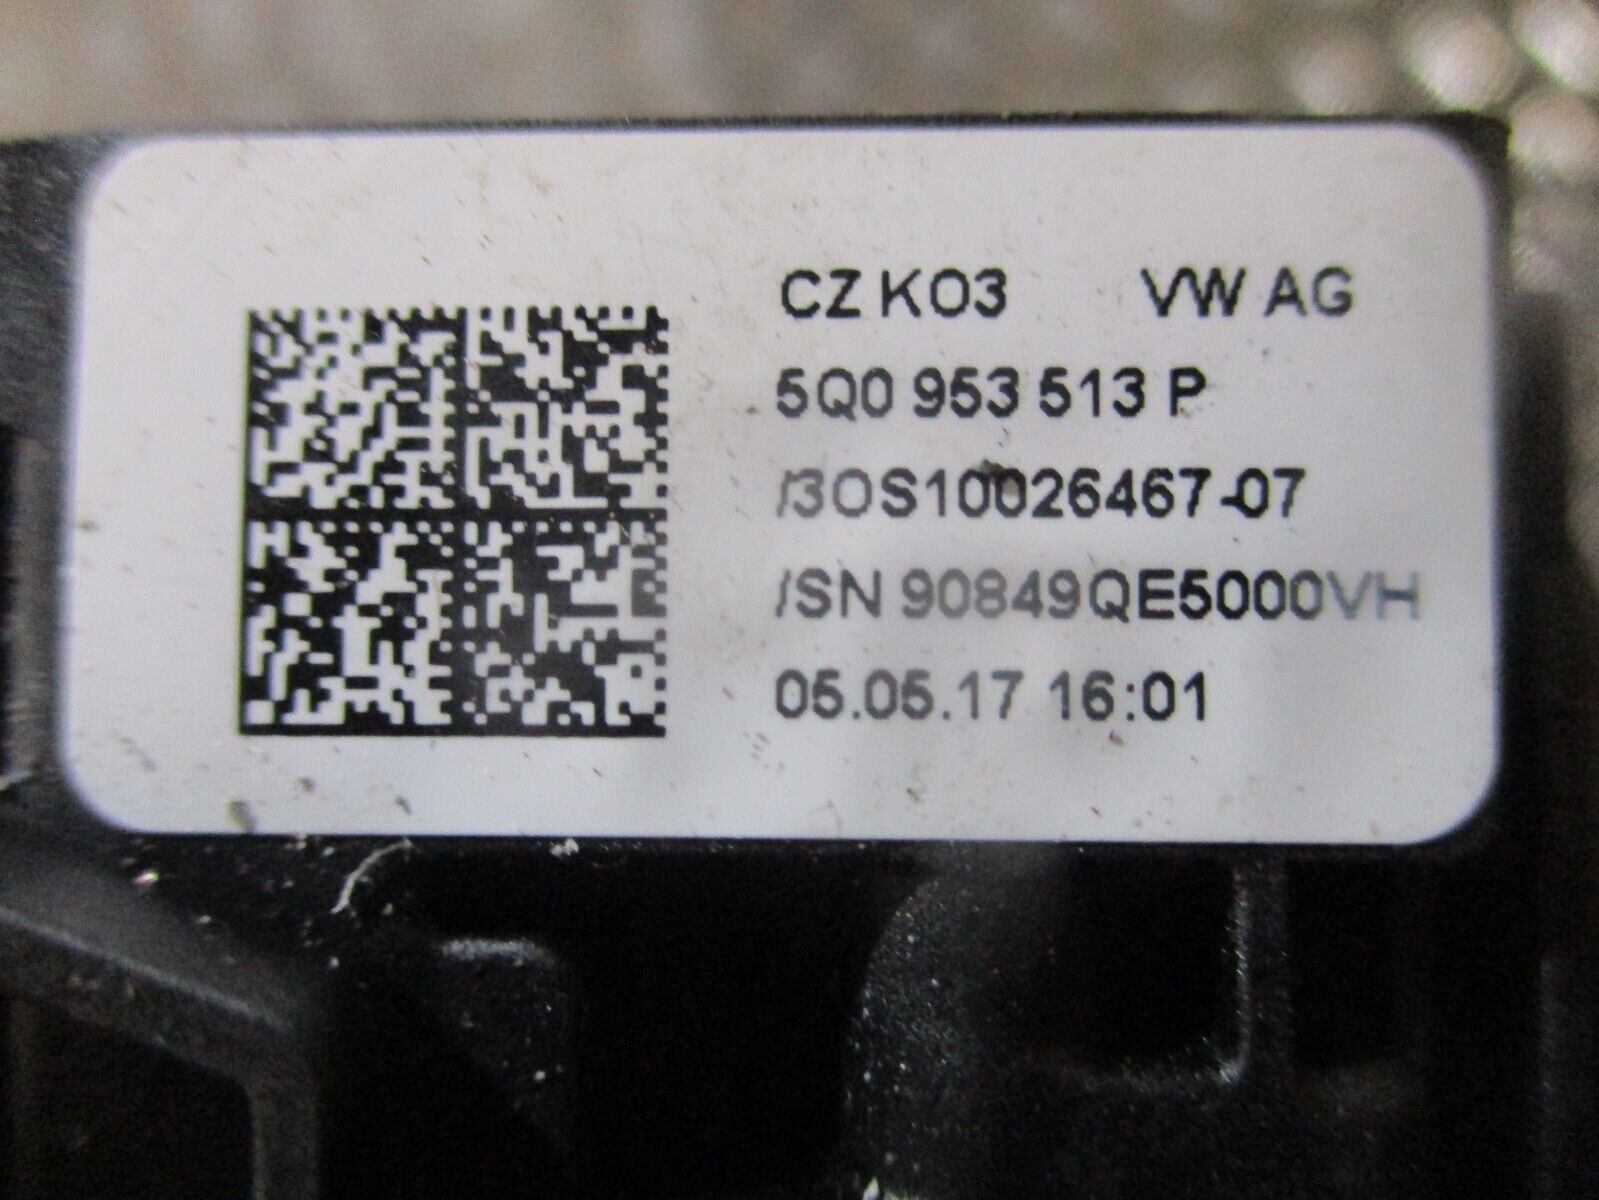 CZ KO3 VW AG
5Q0 953 513 P
/3OS10026467-07
/SN 90849QE5000VH
05.05.17 16:01